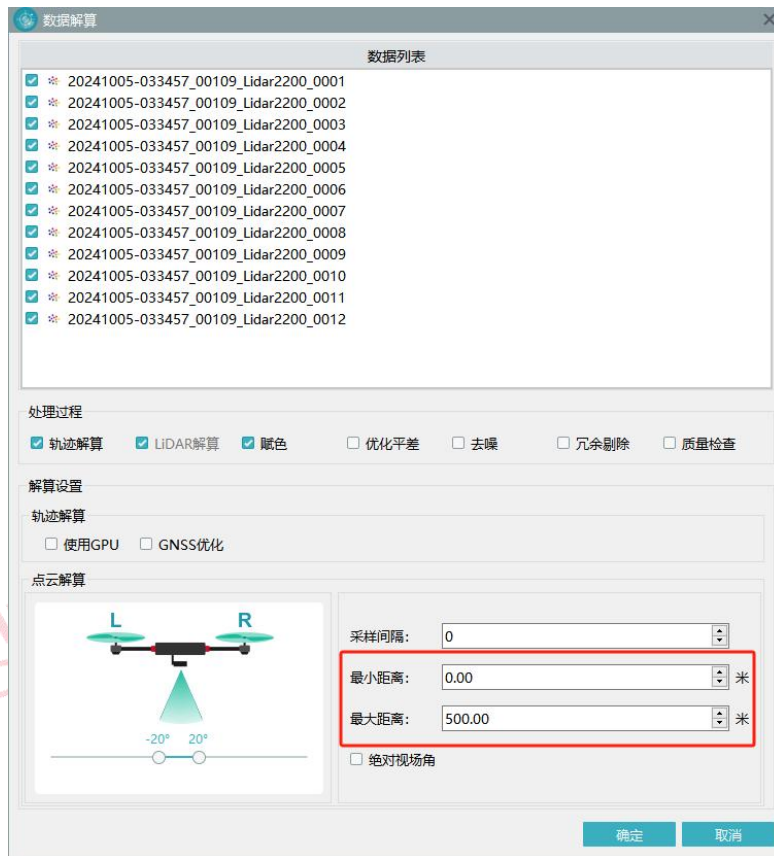 数据解算
数据列表
20241005-033457_00109_Lidar2200_0001
20241005-033457_00109_Lidar2200_0002
20241005-033457_00109_Lidar2200_0003
20241005-033457_00109_Lidar2200_0004
20241005-033457_00109_Lidar2200_0005
20241005-033457_00109_Lidar2200_0006
20241005-033457_00109_Lidar2200_0007
20241005-033457_00109_Lidar2200_0008
20241005-033457_00109_Lidar2200_0009
20241005-033457_00109_Lidar2200_0010
20241005-033457_00109_Lidar2200_0011
20241005-033457_00109_Lidar2200_0012
处理过程
轨迹解算 LiDAR解算 赋色 优化平差 去噪 冗余剔除 质量检查
解算设置
轨迹解算
使用GPU GNSS优化
点云解算
L R
-20° 20°
采样间隔: 0
最小距离: 0.00 米
最大距离: 500.00 米
绝对视场角
确定 取消